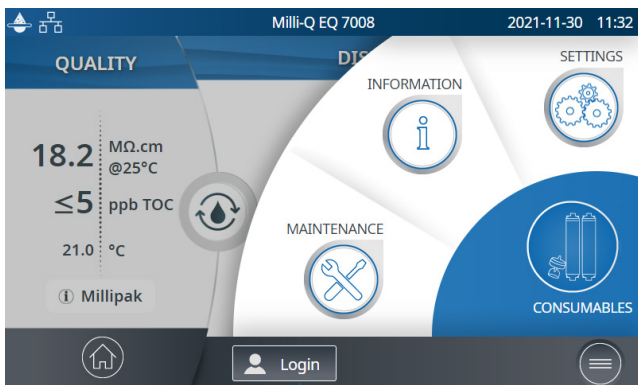 Milli-Q EQ 7008
2021-11-30 11:32
QUALITY
18.2 MΩ.cm
@25°C
≤5 ppb TOC
21.0 °C
i Millipak
DIS
INFORMATION
i
SETTINGS
MAINTENANCE
CONSUMABLES
Login